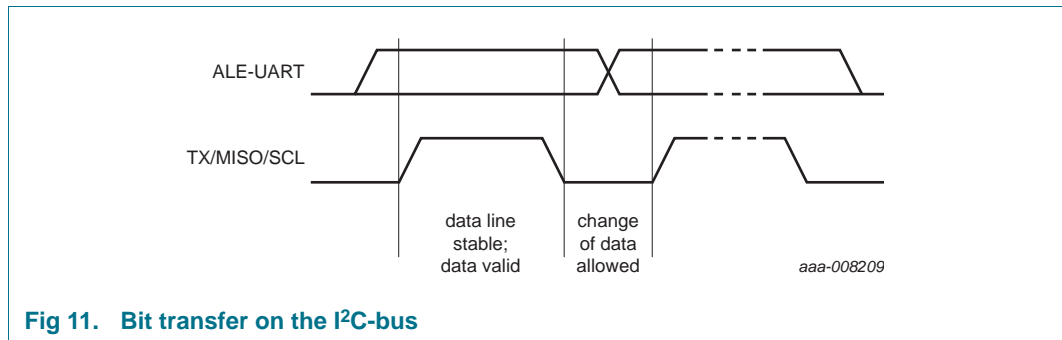 ALE-UART
TX/MISO/SCL
data line
stable;
data valid
change
of data
allowed
aaa-008209
Fig 11. Bit transfer on the I²C-bus